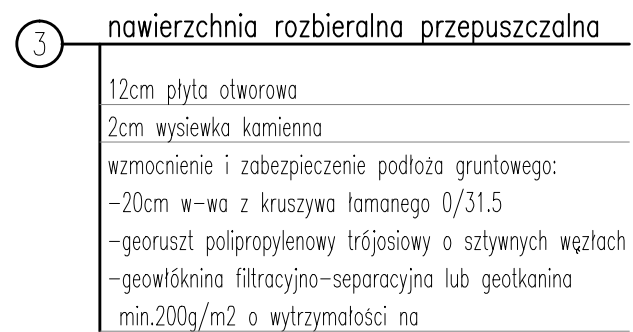 3
nawierzchnia rozbieralna przepuszczalna
12cm płyta otworowa
2cm wysiewka kamienna
wzmocnienie i zabezpieczenie podłoża gruntowego:
-20cm w-wa z kruszywa łamanego 0/31.5
-georuszt polipropylenowy trójosiowy o sztywnych węzłach
-geowłóknina filtracyjno-separacyjna lub geotkanina
min.200g/m2 o wytrzymałości na